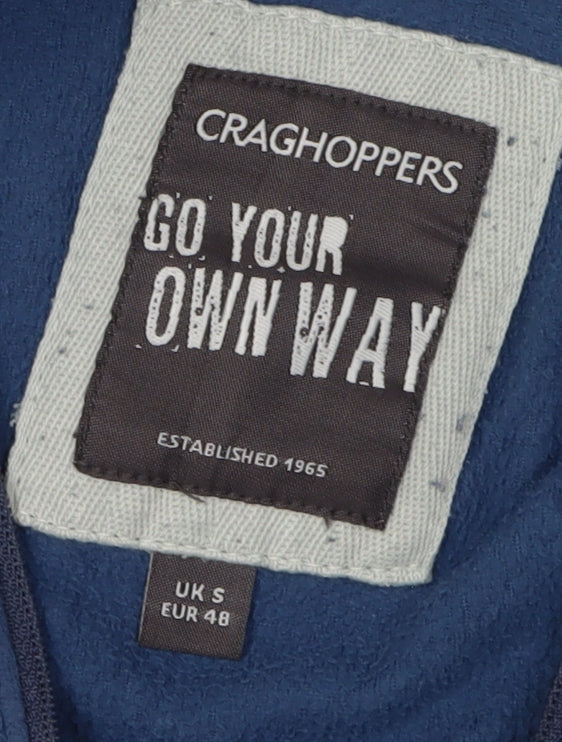 CRAGHOPPERS
GO YOUR
OWN WAY
ESTABLISHED 1965
UK S
EUR 48